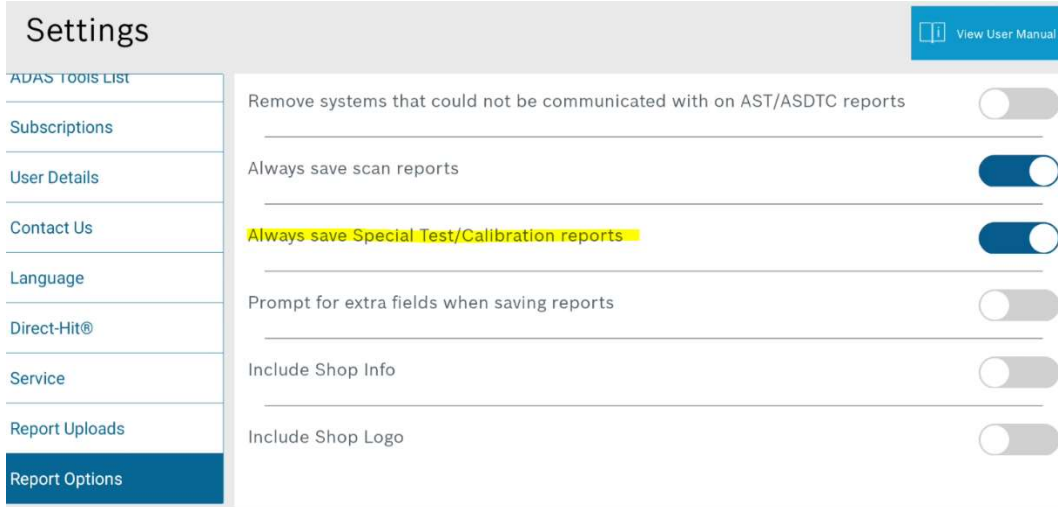 Settings
View User Manual
ADAS Tools List
Subscriptions
User Details
Contact Us
Language
Direct-Hit®
Service
Report Uploads
Report Options
Remove systems that could not be communicated with on AST/ASDTC reports
Always save scan reports
Always save Special Test/Calibration reports
Prompt for extra fields when saving reports
Include Shop Info
Include Shop Logo